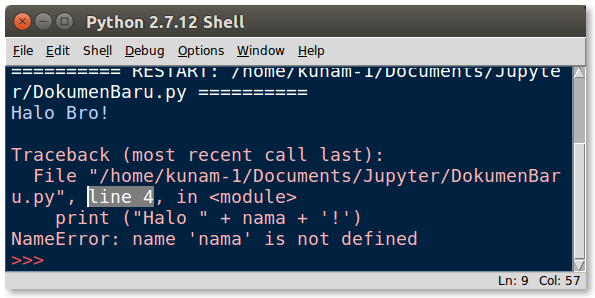 Python 2.7.12 Shell
File Edit Shell Debug Options Window Help
========== RESTART: /home/kunam-1/Documents/Jupyte
r/DokumenBaru.py ==========
Halo Bro!
Traceback (most recent call last):
  File "/home/kunam-1/Documents/Jupyter/DokumenBar
u.py", line 4, in <module>
    print ("Halo " + nama + '!')
NameError: name 'nama' is not defined
>>>
Ln: 9 Col: 57